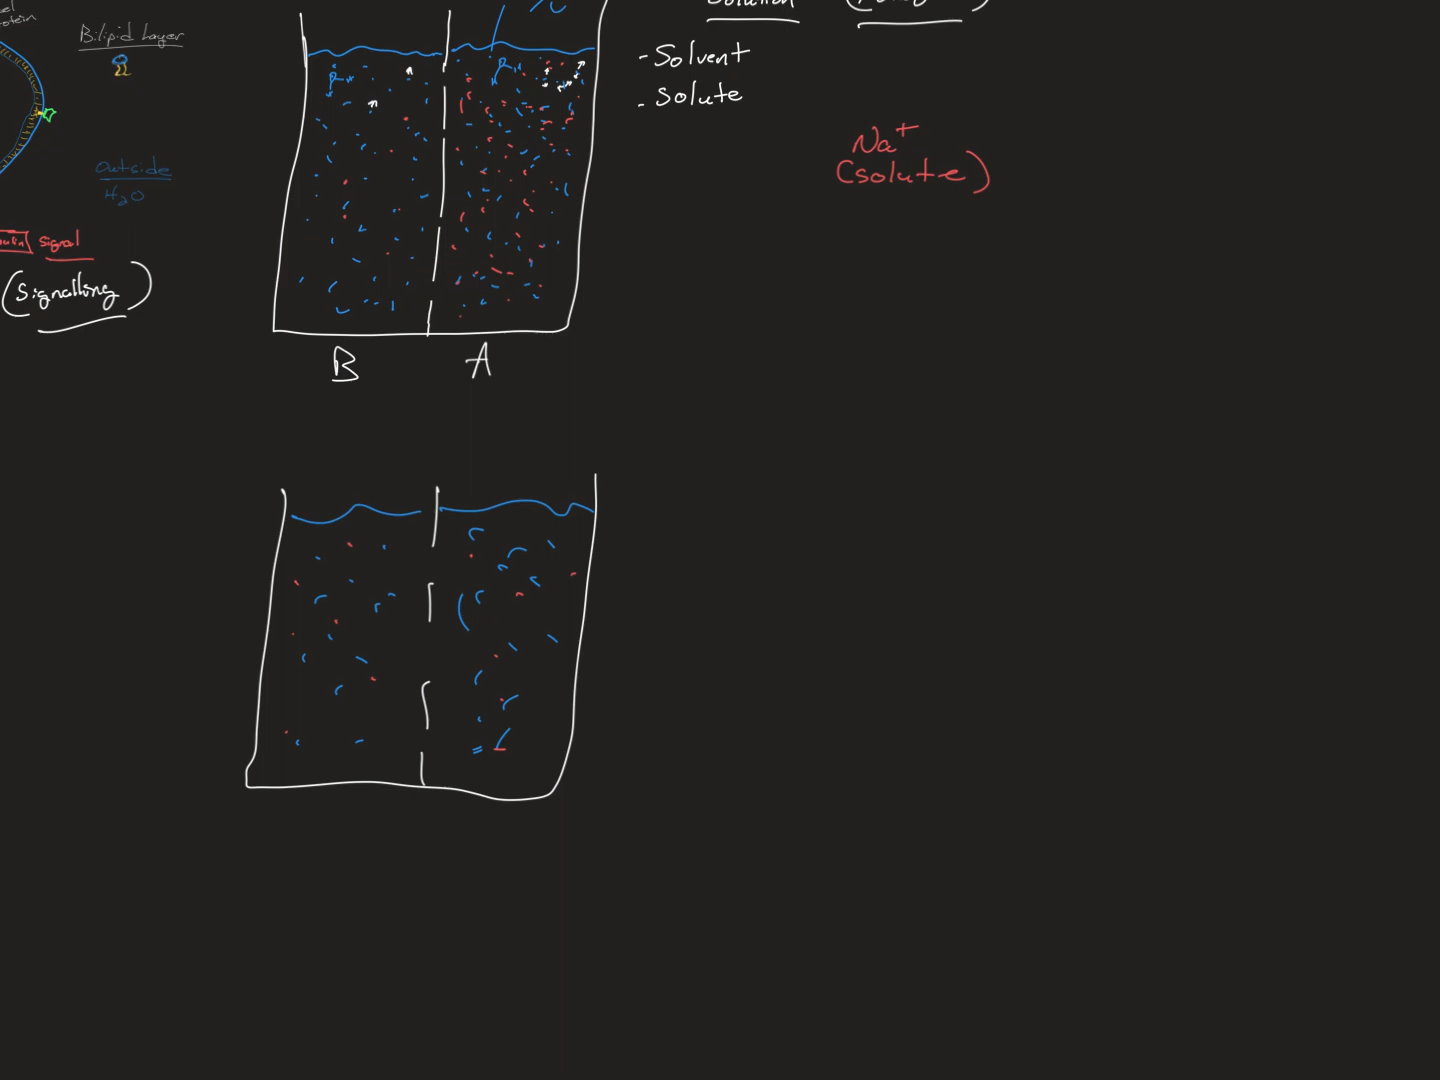 Bilipid Layer
Outside
H₂O
signal
(Signalling)
B
A
- Solvent
- Solute
Na⁺
(solute)